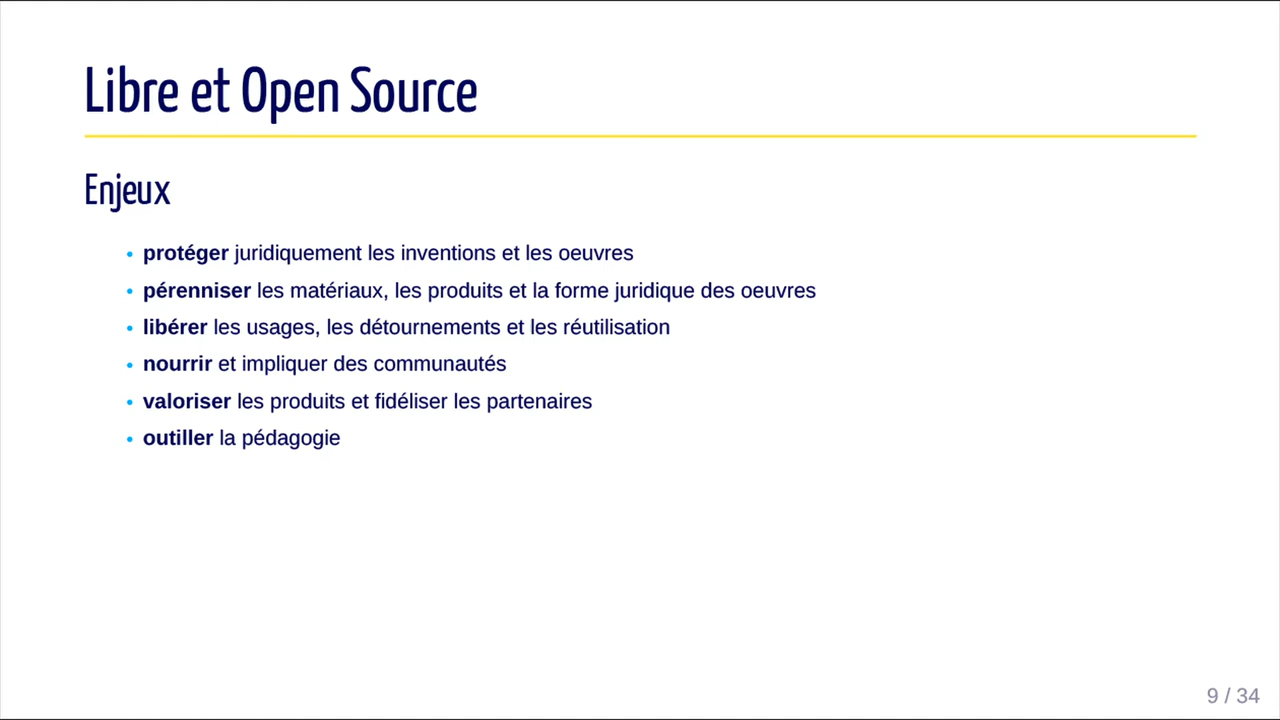 Libre et Open Source
Enjeux
• protéger juridiquement les inventions et les oeuvres
• pérenniser les matériaux, les produits et la forme juridique des oeuvres
• libérer les usages, les détournements et les réutilisation
• nourrir et impliquer des communautés
• valoriser les produits et fidéliser les partenaires
• outiller la pédagogie
9 / 34